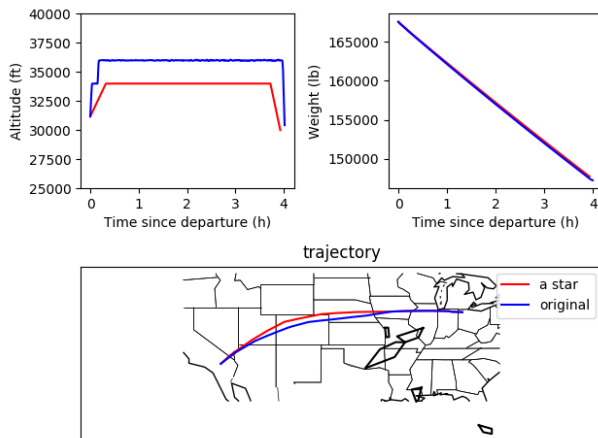 40000
37500
35000
32500
30000
27500
25000
Altitude (ft)
0 1 2 3 4
Time since departure (h)
165000
160000
155000
150000
Weight (lb)
0 1 2 3 4
Time since departure (h)
trajectory
a star
original